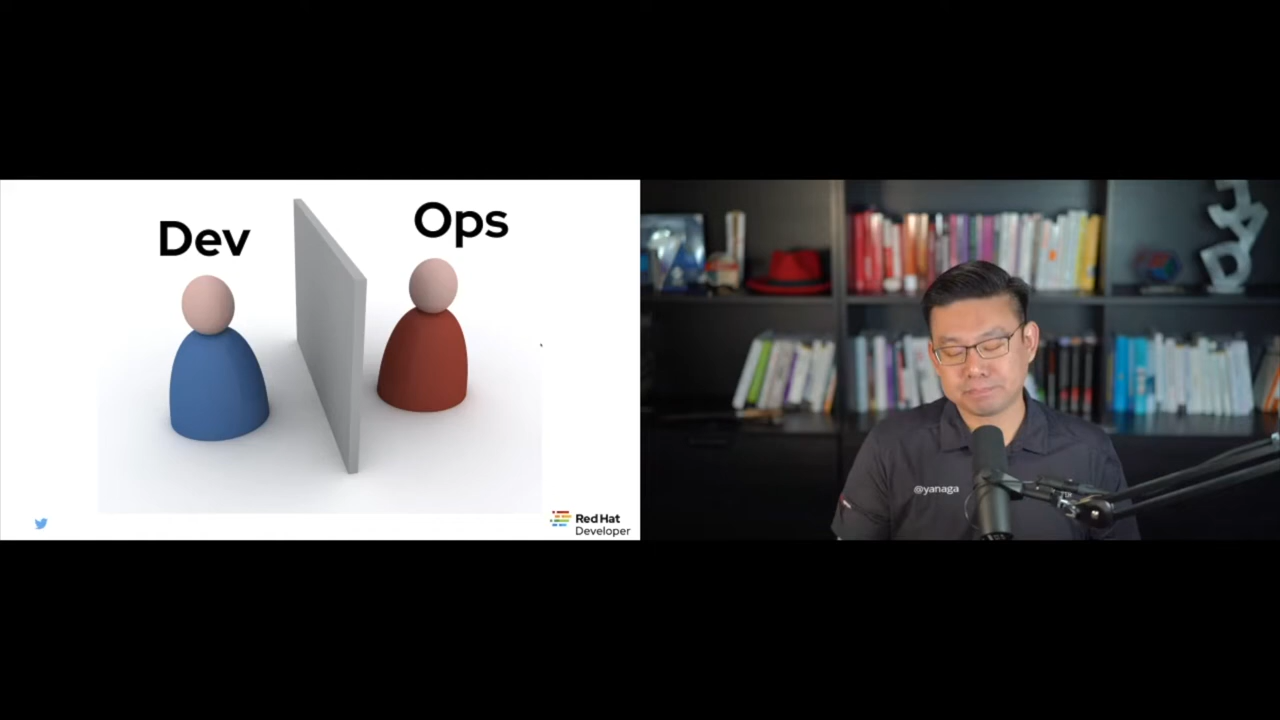 Dev
Ops
Red Hat
Developer
@yanaga